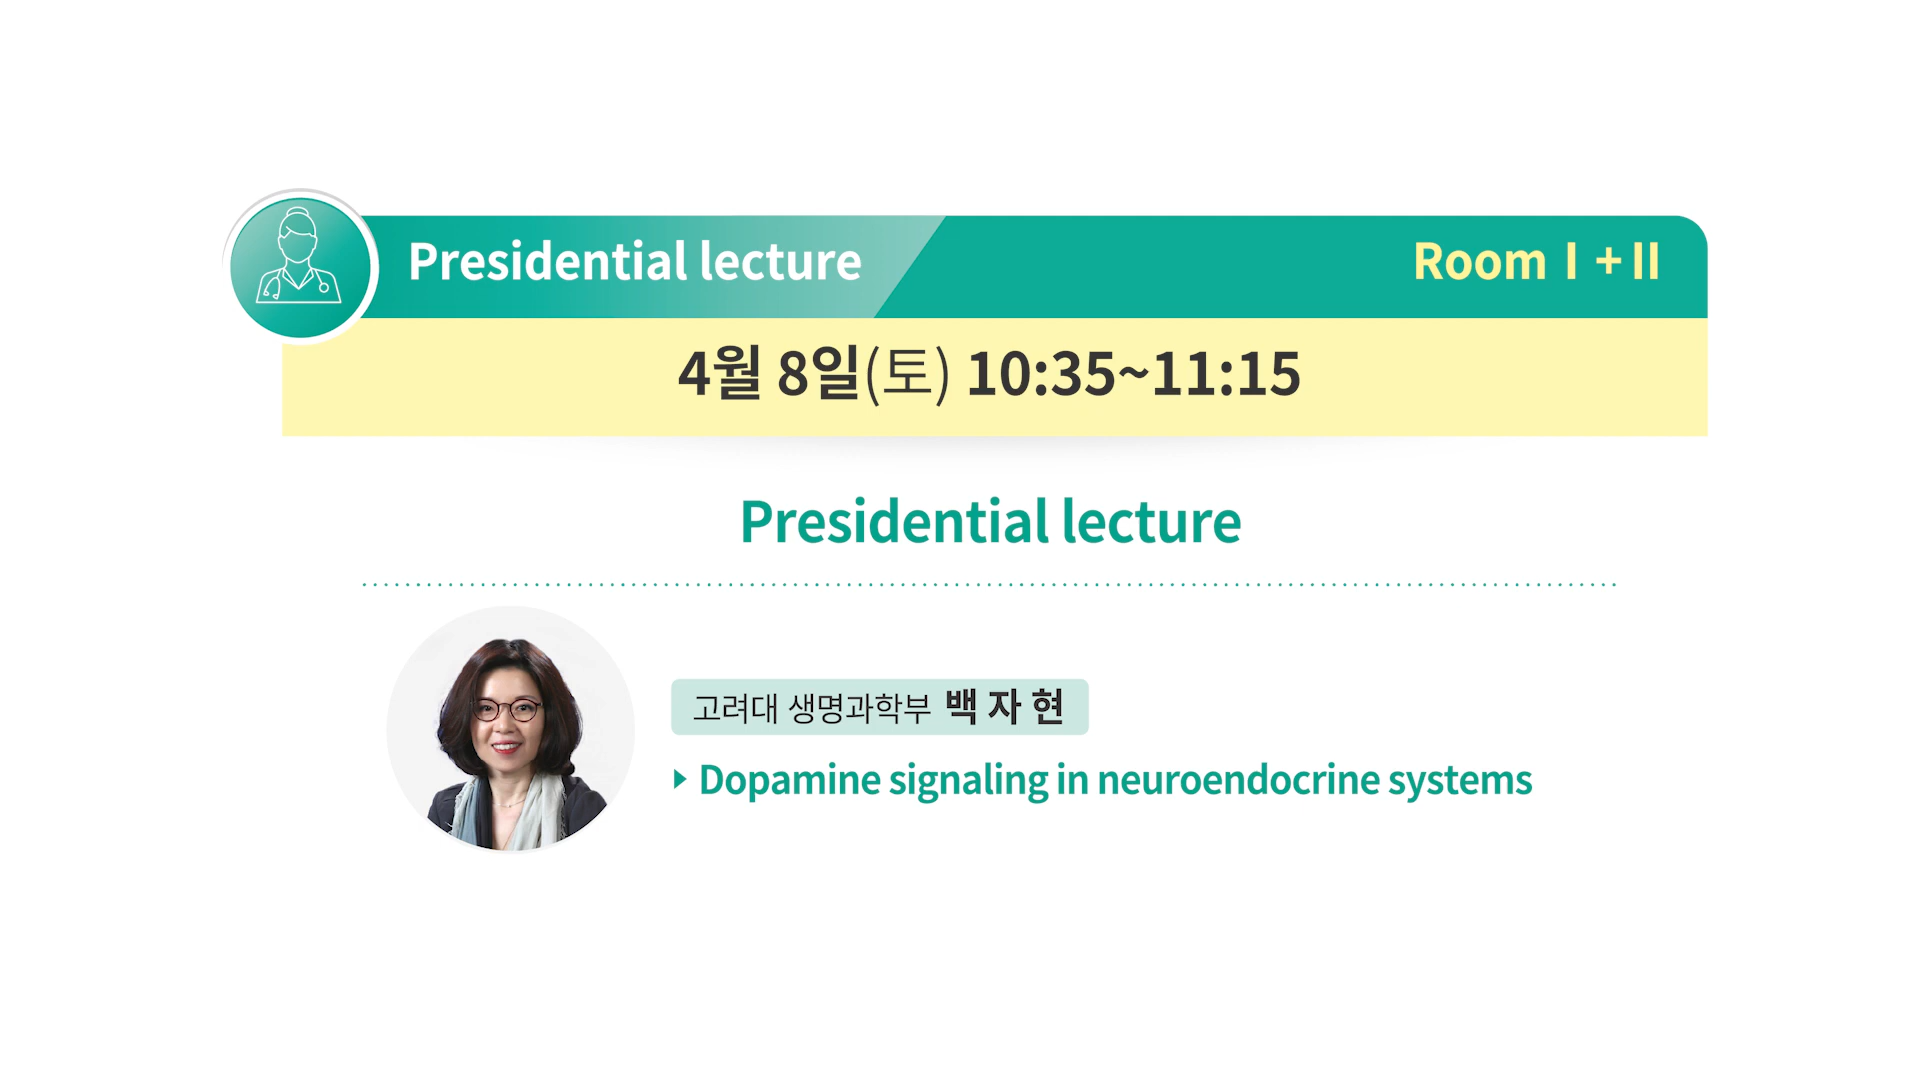 Presidential lecture
Room Ⅰ + II
4월 8일(토) 10:35~11:15
Presidential lecture
고려대 생명과학부 백 자 현
▶ Dopamine signaling in neuroendocrine systems